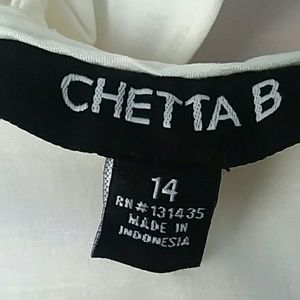 CHETTA B
14
RN#131435
MADE IN
INDONESIA